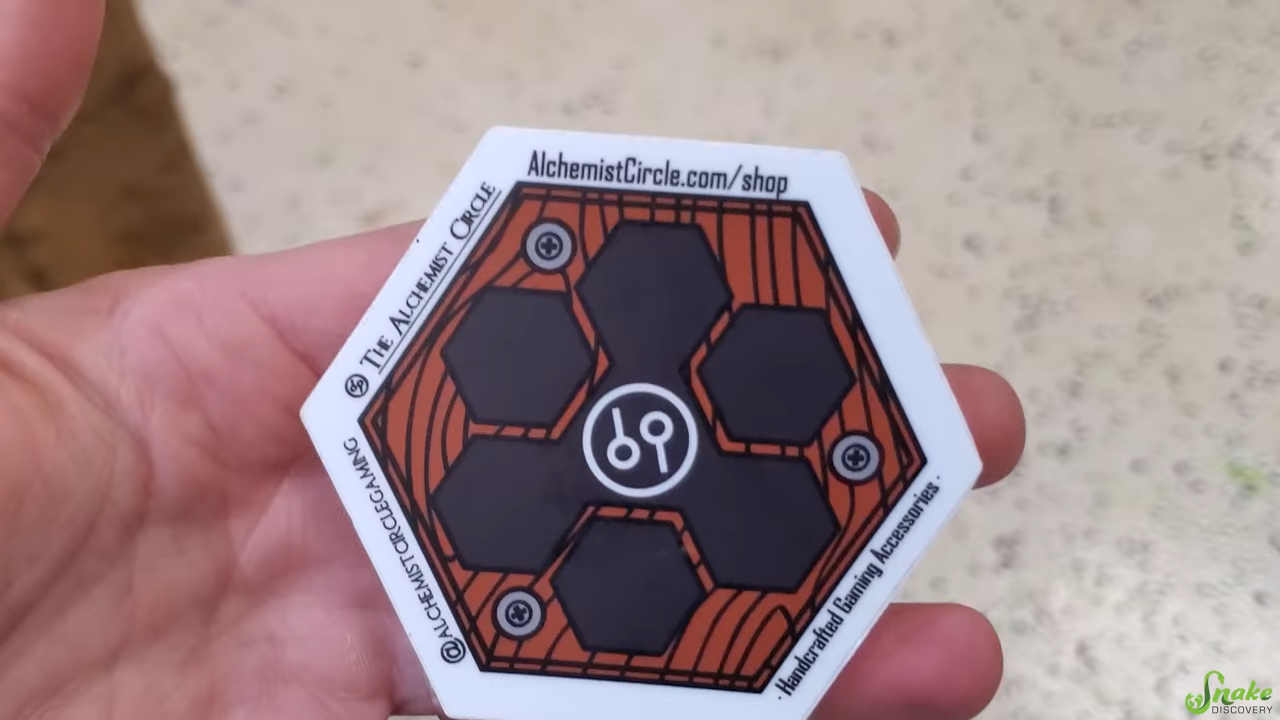 AlchemistCircle.com/shop
THE ALCHEMIST CIRCLE
@ALCHEMISTCIRCLEGAMING
· Handcrafted Gaming Accessories ·
Snake
DISCOVERY